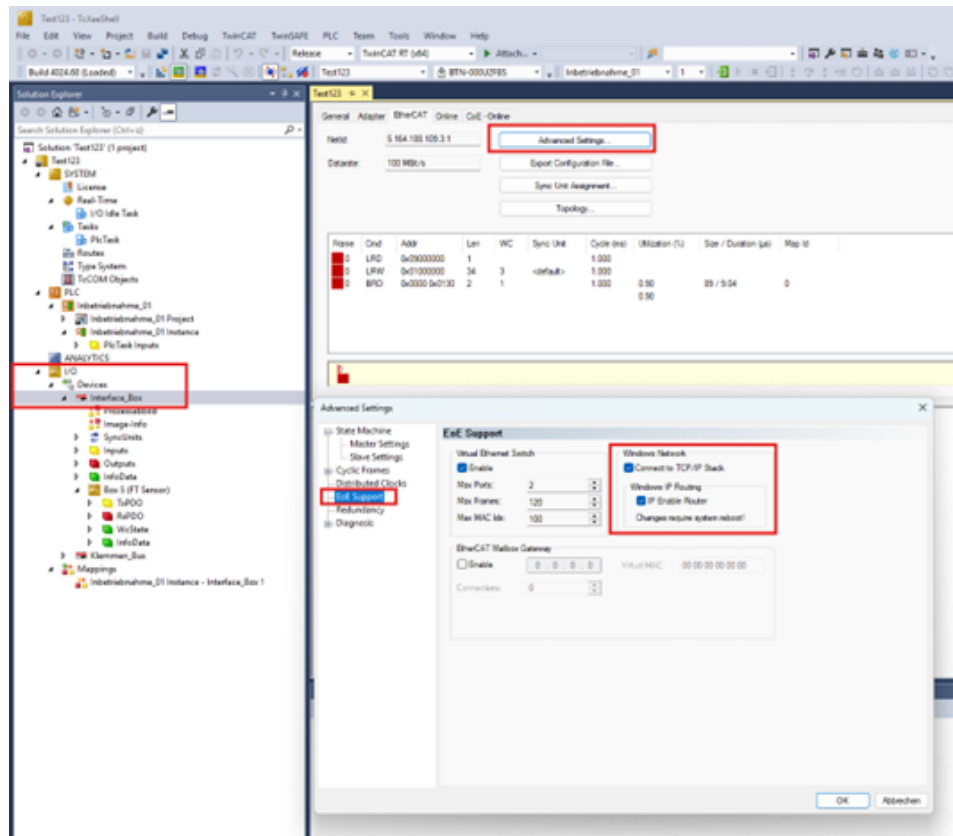 Test123 - TcXaeShell
File Edit View Project Build Debug TwinCAT TwinSAFE PLC Team Tools Window Help
Release TwinCAT RT (x64) Attach...
Build 4024.60 (Loaded) Test123 Inbetriebnahme_01 1
Solution Explorer
Search Solution Explorer (Ctrl+ü)
Solution 'Test123' (1 project)
Test123
SYSTEM
License
Real-Time
I/O Idle Task
Tasks
PlcTask
Routes
Type System
TcCOM Objects
PLC
Inbetriebnahme_01
Inbetriebnahme_01 Project
Inbetriebnahme_01 Instance
PlcTask Inputs
ANALYTICS
I/O
Devices
Interface_Box
Prozessabbild
Image-Info
SyncUnits
Inputs
Outputs
InfoData
Box 5 (FT Sensor)
TxPDO
RxPDO
WcState
InfoData
Klemmen_Bus
Mappings
Inbetriebnahme_01 Instance - Interface_Box 1
Test123
General Adapter EtherCAT Online CoE - Online
NetId: 5.164.188.109.3.1 Advanced Settings...
100 MBit/s Export Configuration File...
Sync Unit Assignment...
Topology...
Frame Cmd Addr Len WC Sync Unit Cycle (ms) Utilization (%) Size / Duration (µs) Map Id
0 LRD 0x09000000 1 1.000
0 LRW 0x01000000 34 3 <default> 1.000
0 BRD 0x0000 0x0130 2 1 1.000 0.90 89 / 9.04 0
0.90
Advanced Settings
State Machine
Master Settings
Slave Settings
Cyclic Frames
Distributed Clocks
EoE Support
Redundancy
Diagnosis
EoE Support
Virtual Ethernet Switch
Enable
Max Ports: 2
Max Frames: 120
Max MAC Ids: 100
Windows Network
Connect to TCP/IP Stack
Windows IP Routing
IP Enable Router
Changes require system reboot!
EtherCAT Mailbox Gateway
Enable 0 . 0 . 0 . 0 Virtual MAC: 00 00 00 00 00 00
Connections: 0
OK Abbrechen